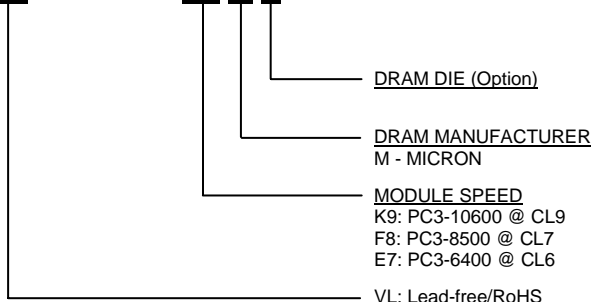 DRAM DIE (Option)
DRAM MANUFACTURER
M - MICRON
MODULE SPEED
K9: PC3-10600 @ CL9
F8: PC3-8500 @ CL7
E7: PC3-6400 @ CL6
VL: Lead-free/RoHS